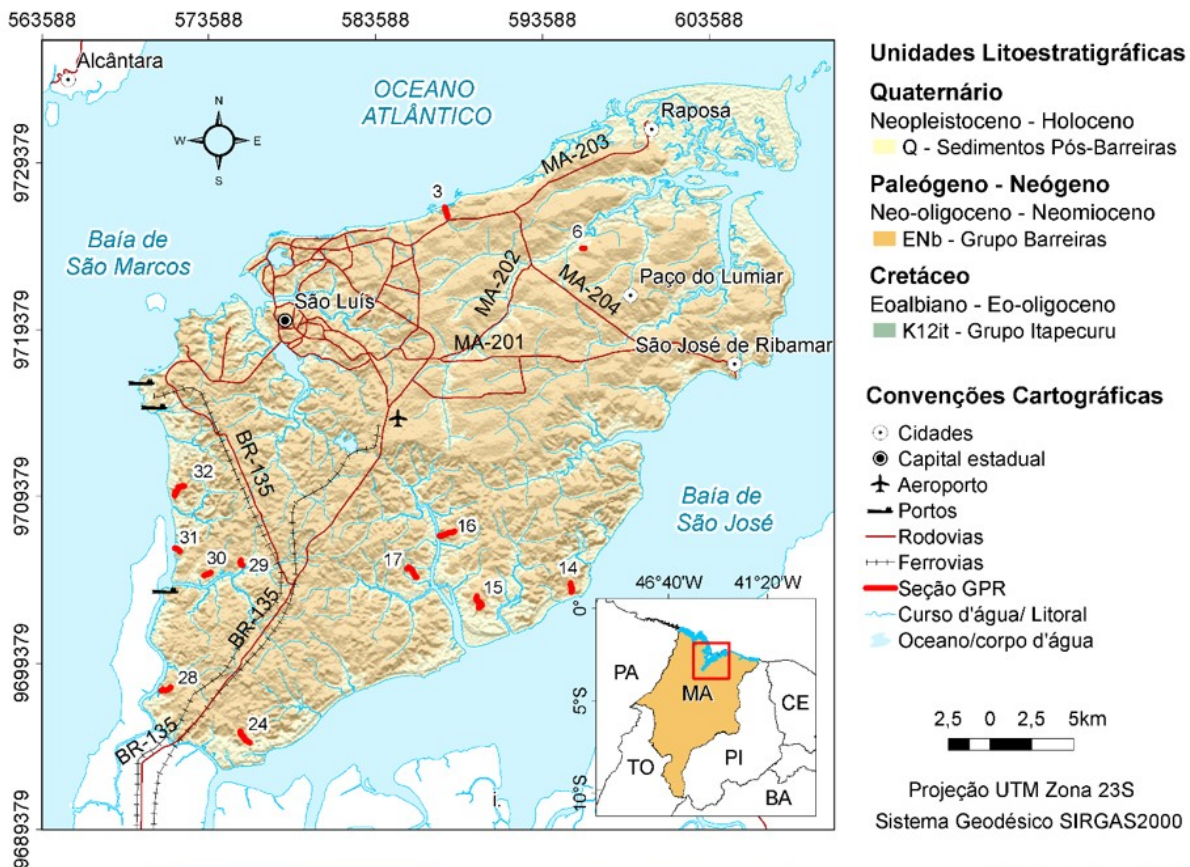 563588
573588
583588
593588
603588
Alcântara
OCEANO
ATLÂNTICO
N
W
E
S
Raposa
MA-203
9729379
3
Baía de
São Marcos
6
MA-202
Paço do Lumiar
MA-204
São Luís
9719379
MA-201
São José de Ribamar
BR-135
32
9709379
Baía de
São José
16
31
30
29
17
15
14
46°40'W
41°20'W
0°
BR-135
9699379
28
PA
MA
CE
5°S
24
BR-135
TO
PI
BA
10°S
i.
9689379
Unidades Litoestratigráficas
Quaternário
Neopleistoceno - Holoceno
Q - Sedimentos Pós-Barreiras
Paleógeno - Neógeno
Neo-oligoceno - Neomioceno
ENb - Grupo Barreiras
Cretáceo
Eoalbiano - Eo-oligoceno
K12it - Grupo Itapecuru
Convenções Cartográficas
Cidades
Capital estadual
Aeroporto
Portos
Rodovias
Ferrovias
Seção GPR
Curso d'água/ Litoral
Oceano/corpo d'água
2,5 0 2,5 5km
Projeção UTM Zona 23S
Sistema Geodésico SIRGAS2000